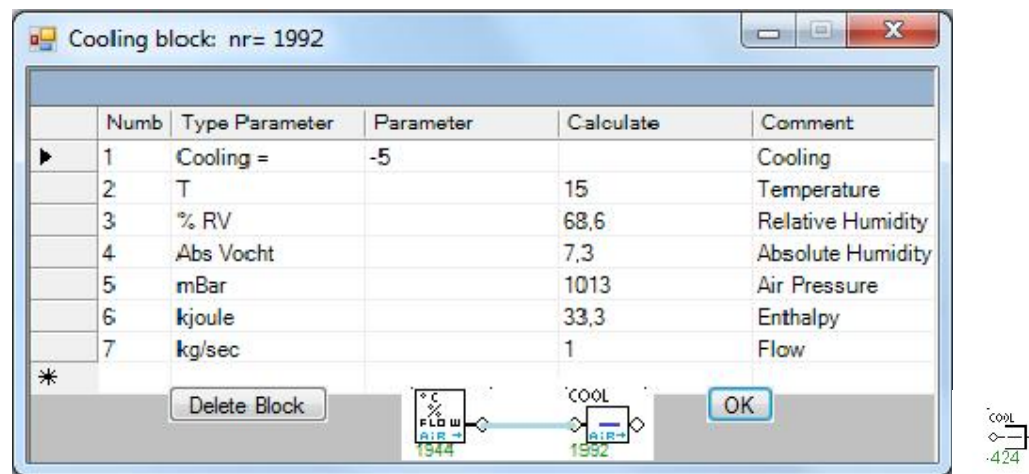 Cooling block: nr= 1992
Numb Type Parameter Parameter Calculate Comment
1 Cooling = -5 Cooling
2 T 15 Temperature
3 % RV 68,6 Relative Humidity
4 Abs Vocht 7,3 Absolute Humidity
5 mBar 1013 Air Pressure
6 kjoule 33,3 Enthalpy
7 kg/sec 1 Flow
Delete Block
°C
%
FLOW
AiR
1944
COOL
AiR
1992
OK
COOL
-424